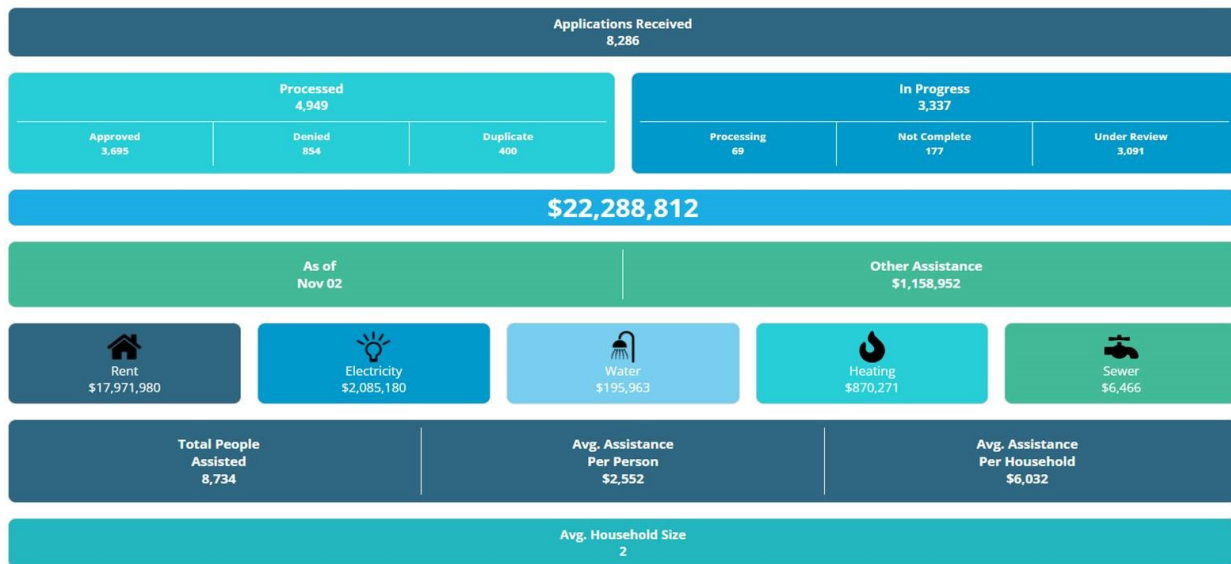 Applications Received
8,286
Processed
4,949
Approved
3,695
Denied
854
Duplicate
400
In Progress
3,337
Processing
69
Not Complete
177
Under Review
3,091
$22,288,812
As of
Nov 02
Other Assistance
$1,158,952
Rent
$17,971,980
Electricity
$2,085,180
Water
$195,963
Heating
$870,271
Sewer
$6,466
Total People
Assisted
8,734
Avg. Assistance
Per Person
$2,552
Avg. Assistance
Per Household
$6,032
Avg. Household Size
2